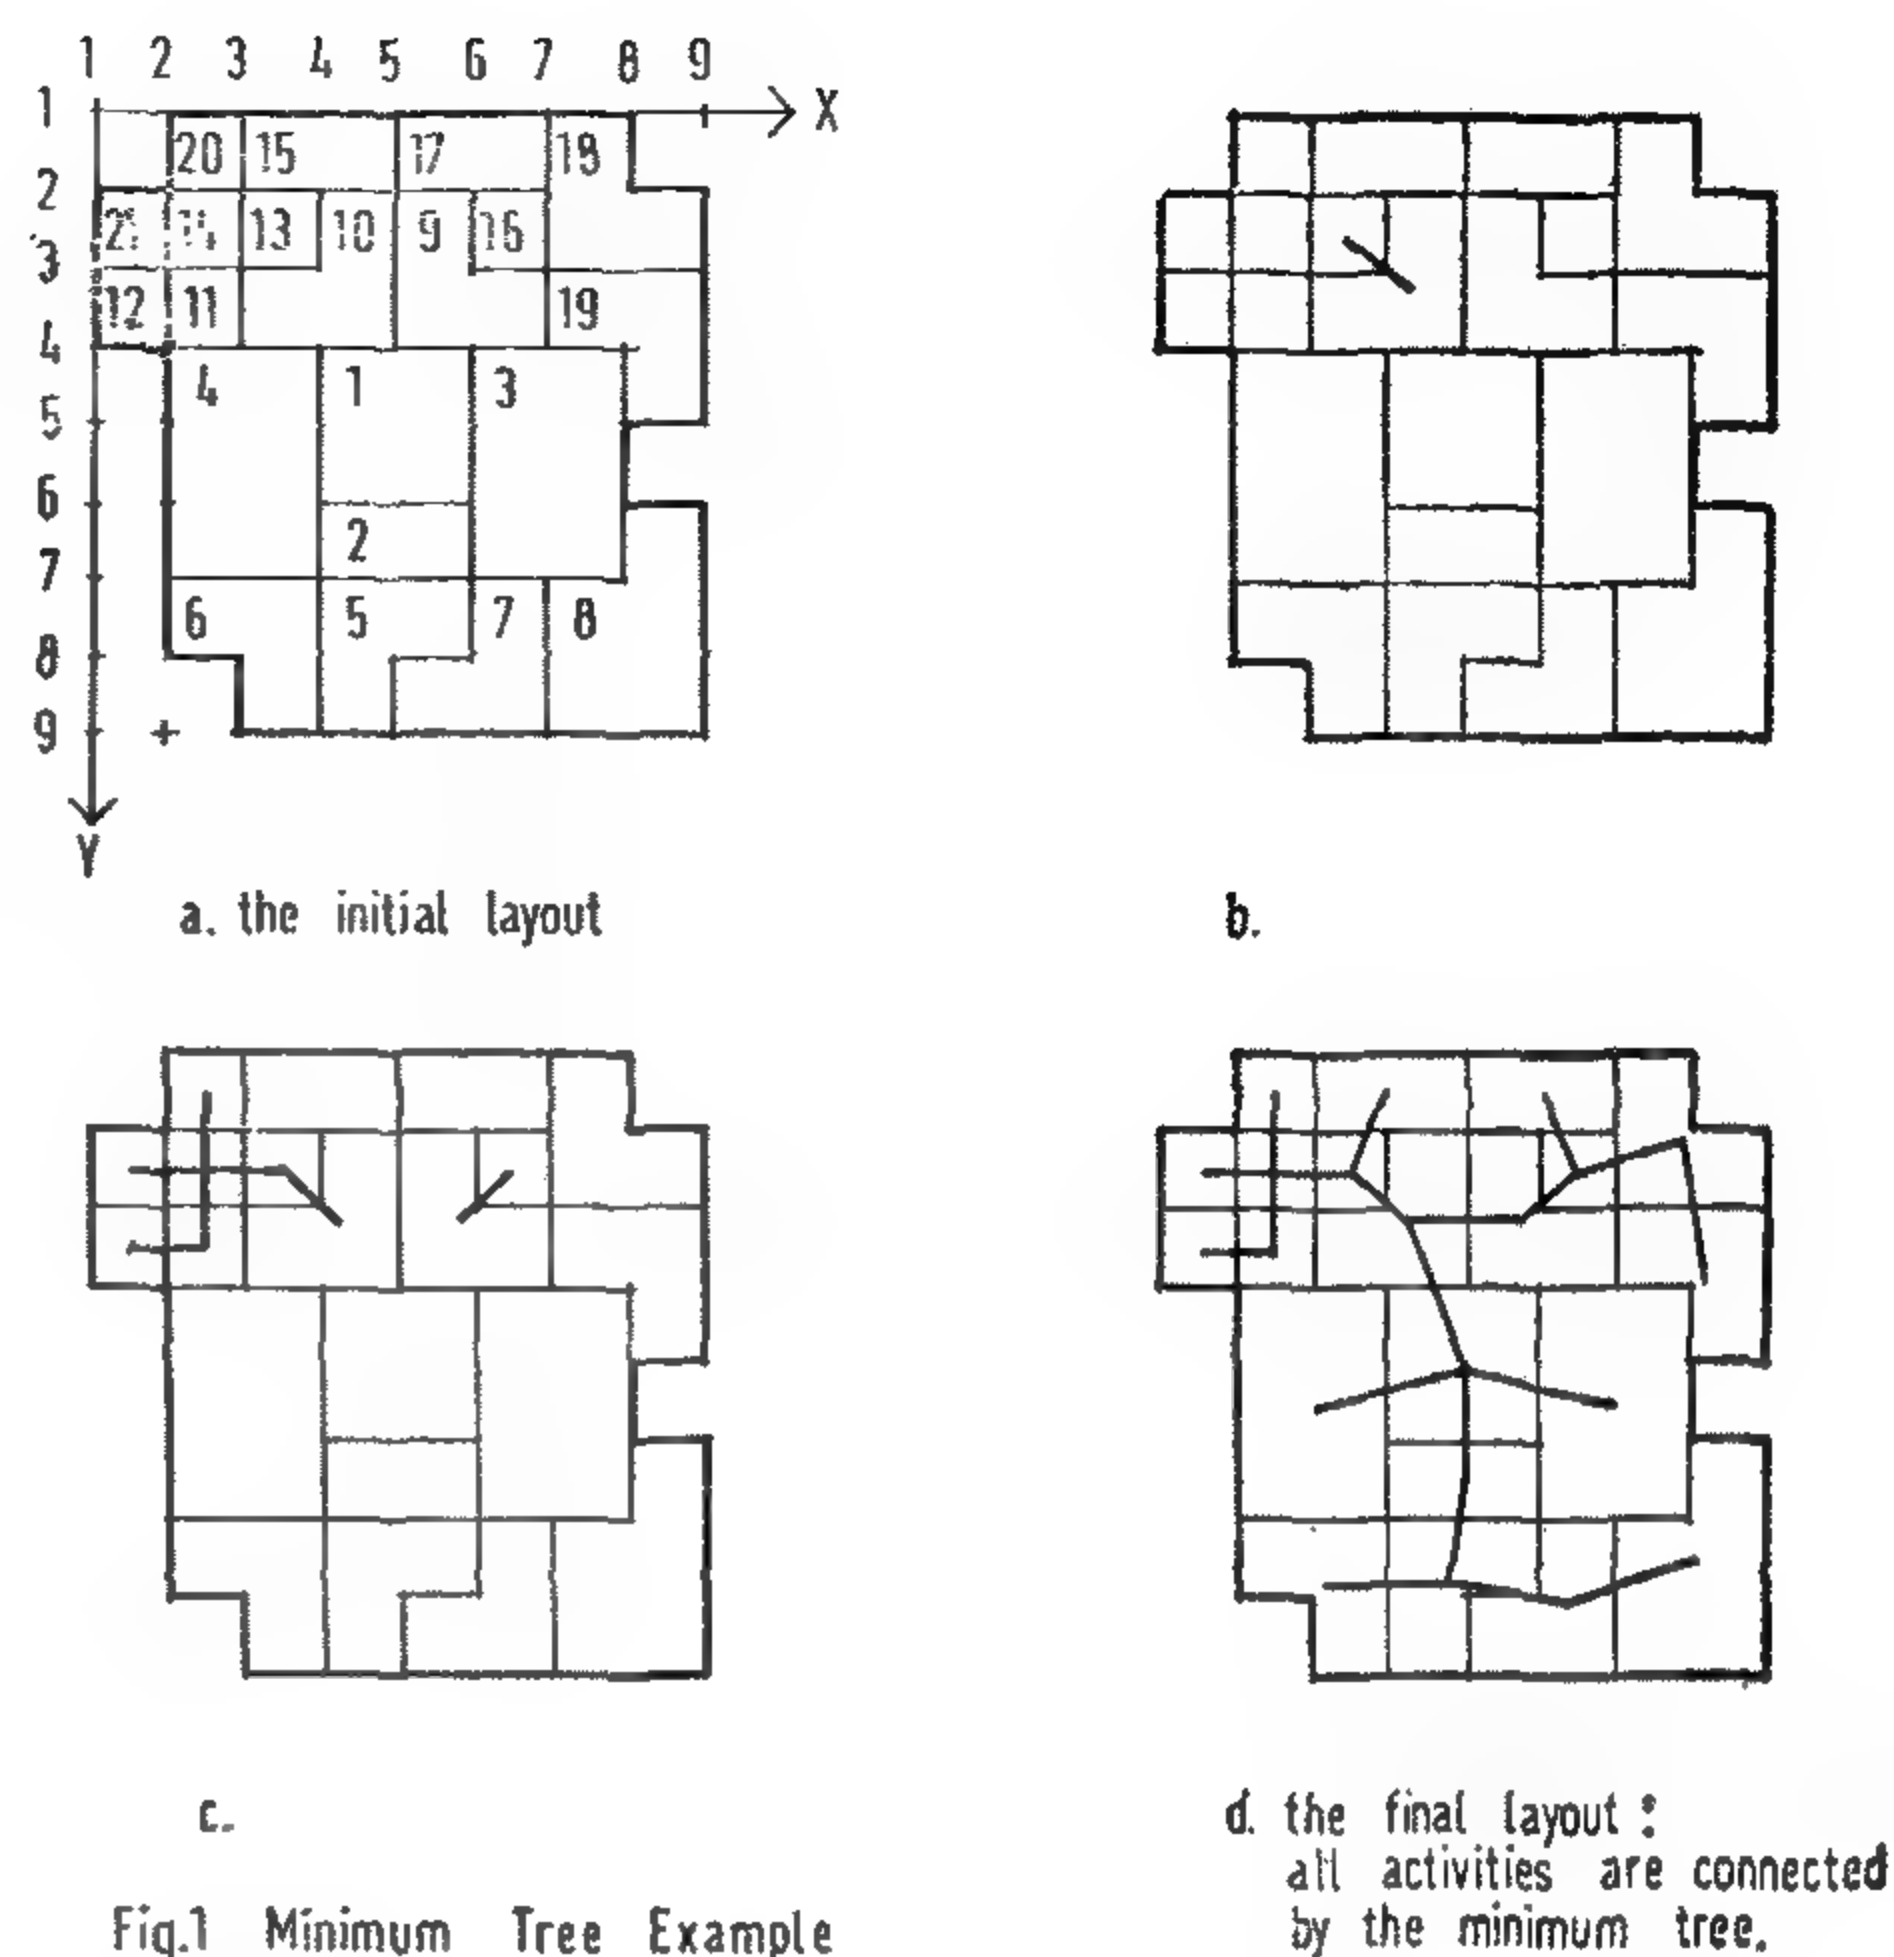 1 2 3 4 5 6 7 8 9 X
1
20 15 17 18
2
21 14 13 10 9 16
3
12 11 19
4
4 1 3
5
6
2
7
6 5 7 8
8
9
Y
a. the initial layout
b.
c.
d. the final layout :
all activities are connected
by the minimum tree.
Fig.1 Minimum Tree Example